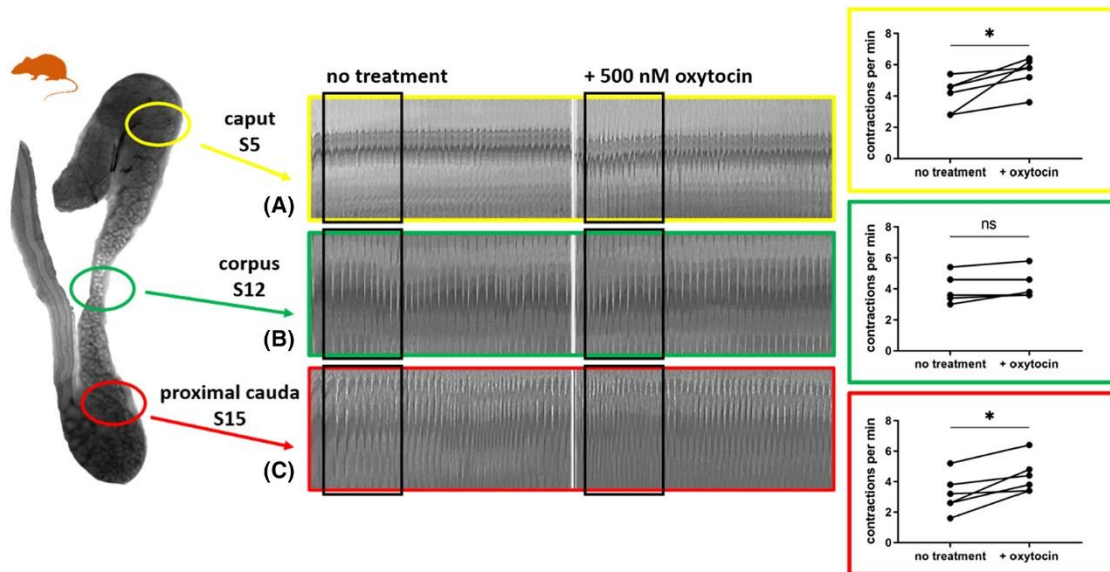 no treatment
+ 500 nM oxytocin
caput
S5
(A)
corpus
S12
(B)
proximal cauda
S15
(C)
*
contractions per min
8
6
4
2
0
no treatment
+ oxytocin
ns
contractions per min
8
6
4
2
0
no treatment
+ oxytocin
*
contractions per min
8
6
4
2
0
no treatment
+ oxytocin